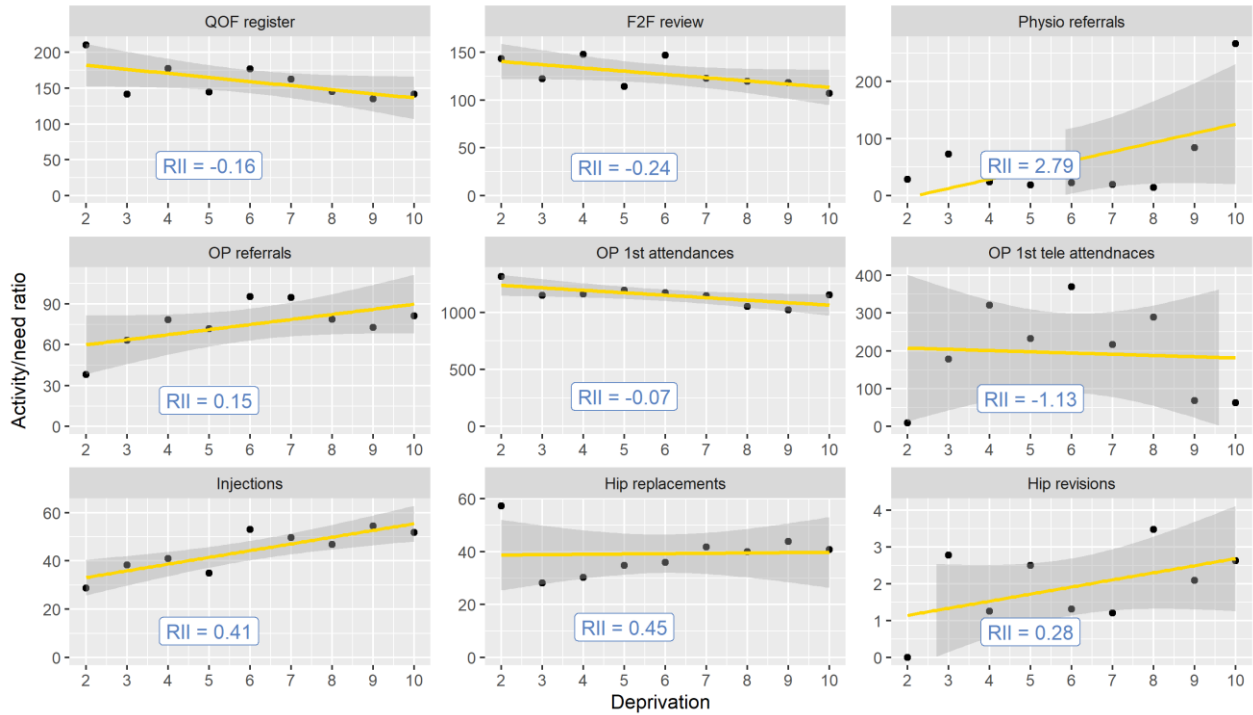 QOF register
F2F review
Physio referrals
200
150
100
50
0
RII = -0.16
2 3 4 5 6 7 8 9 10
150
100
50
0
RII = -0.24
2 3 4 5 6 7 8 9 10
200
100
0
RII = 2.79
2 3 4 5 6 7 8 9 10
OP referrals
OP 1st attendances
OP 1st tele attendnaces
90
60
30
0
RII = 0.15
2 3 4 5 6 7 8 9 10
1000
500
0
RII = -0.07
2 3 4 5 6 7 8 9 10
400
300
200
100
0
RII = -1.13
2 3 4 5 6 7 8 9 10
Injections
Hip replacements
Hip revisions
60
40
20
0
RII = 0.41
2 3 4 5 6 7 8 9 10
60
40
20
0
RII = 0.45
2 3 4 5 6 7 8 9 10
4
3
2
1
0
RII = 0.28
2 3 4 5 6 7 8 9 10
Activity/need ratio
Deprivation